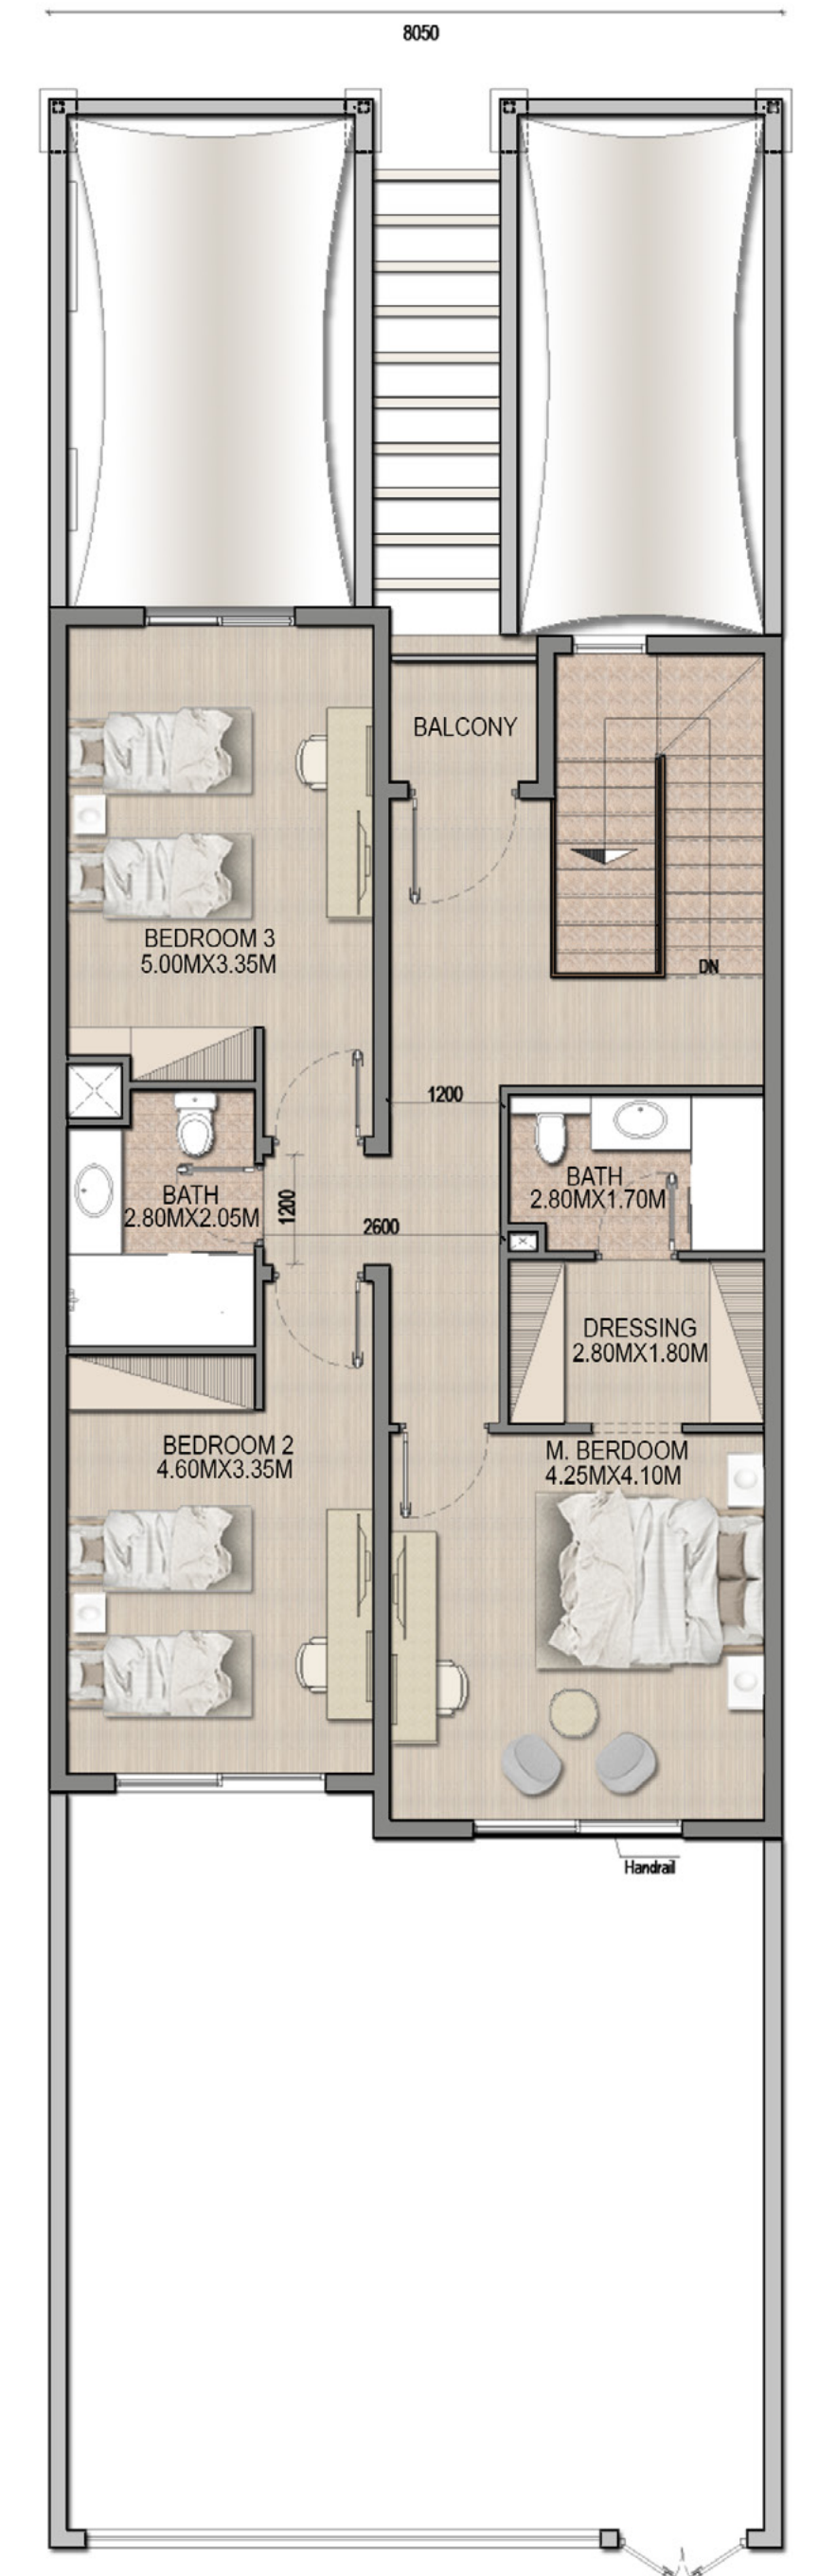 8050
BALCONY
BEDROOM 3
5.00MX3.35M
DN
1200
BATH
2.80MX1.70M
BATH
2.80MX2.05M
1200
2600
DRESSING
2.80MX1.80M
BEDROOM 2
4.60MX3.35M
M. BERDOOM
4.25MX4.10M
Handrail